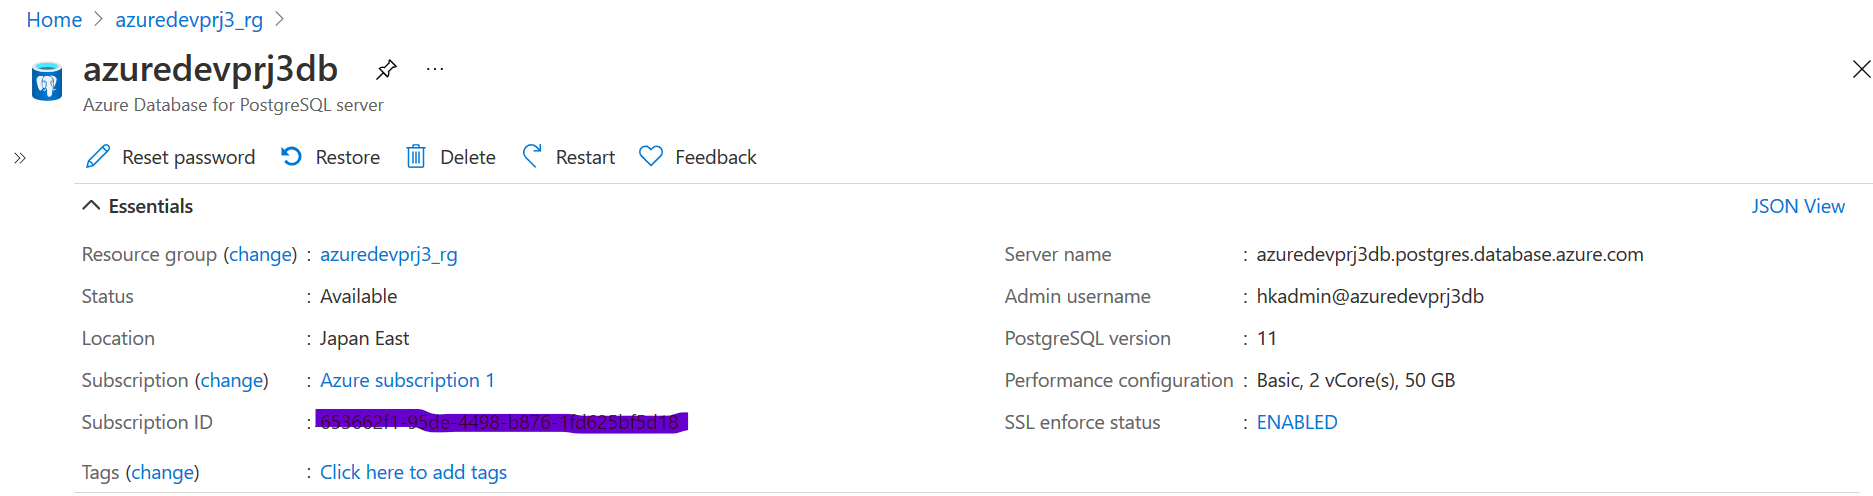 Home > azuredevprj3_rg >
azuredevprj3db
Azure Database for PostgreSQL server
Reset password Restore Delete Restart Feedback
Essentials
JSON View
Resource group (change) : azuredevprj3_rg
Status : Available
Location : Japan East
Subscription (change) : Azure subscription 1
Subscription ID :
Tags (change) : Click here to add tags
Server name : azuredevprj3db.postgres.database.azure.com
Admin username : hkadmin@azuredevprj3db
PostgreSQL version : 11
Performance configuration : Basic, 2 vCore(s), 50 GB
SSL enforce status : ENABLED